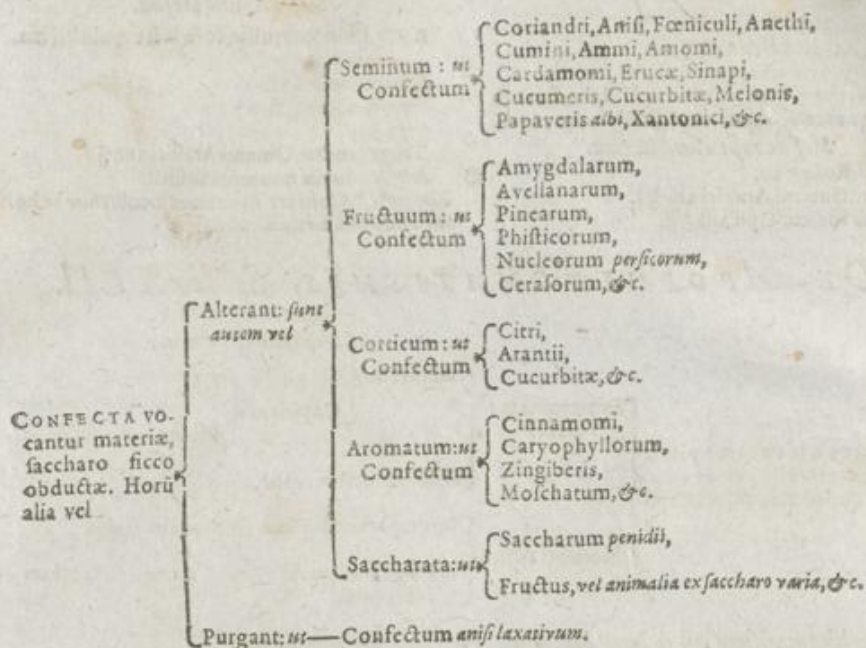 CONFECTA vo-
cantur materiæ,
saccharo sicco
obductæ. Horũ
alia vel
Alterant: sunt
autem vel
Seminum : ut
Confectum
Coriandri, Anisi, Fœniculi, Anethi,
Cumini, Ammi, Amomi,
Cardamomi, Erucæ, Sinapi,
Cucumeris, Cucurbitæ, Melonis,
Papaveris albi, Xantonici, &c.
Fructuum : ut
Confectum
Amygdalarum,
Avellanarum,
Pinearum,
Phisticorum,
Nucleorum persicorum,
Cerasorum, &c.
Corticum : ut
Confectum
Citri,
Arantii,
Cucurbitæ, &c.
Aromatum: ut
Confectum
Cinnamomi,
Caryophyllorum,
Zingiberis,
Moschatum, &c.
Saccharata: ut
Saccharum penidii,
Fructus, vel animalia ex saccharo varia, &c.
Purgant: ut — Confectum anisi laxativum.